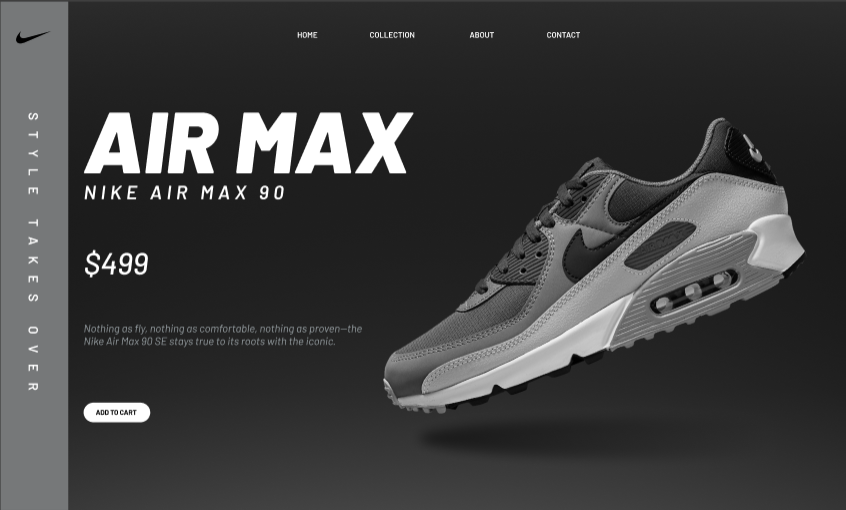 HOME COLLECTION ABOUT CONTACT
STYLE TAKES OVER
AIR MAX
NIKE AIR MAX 90
$499
Nothing as fly, nothing as comfortable, nothing as proven—the
Nike Air Max 90 SE stays true to its roots with the iconic.
ADD TO CART